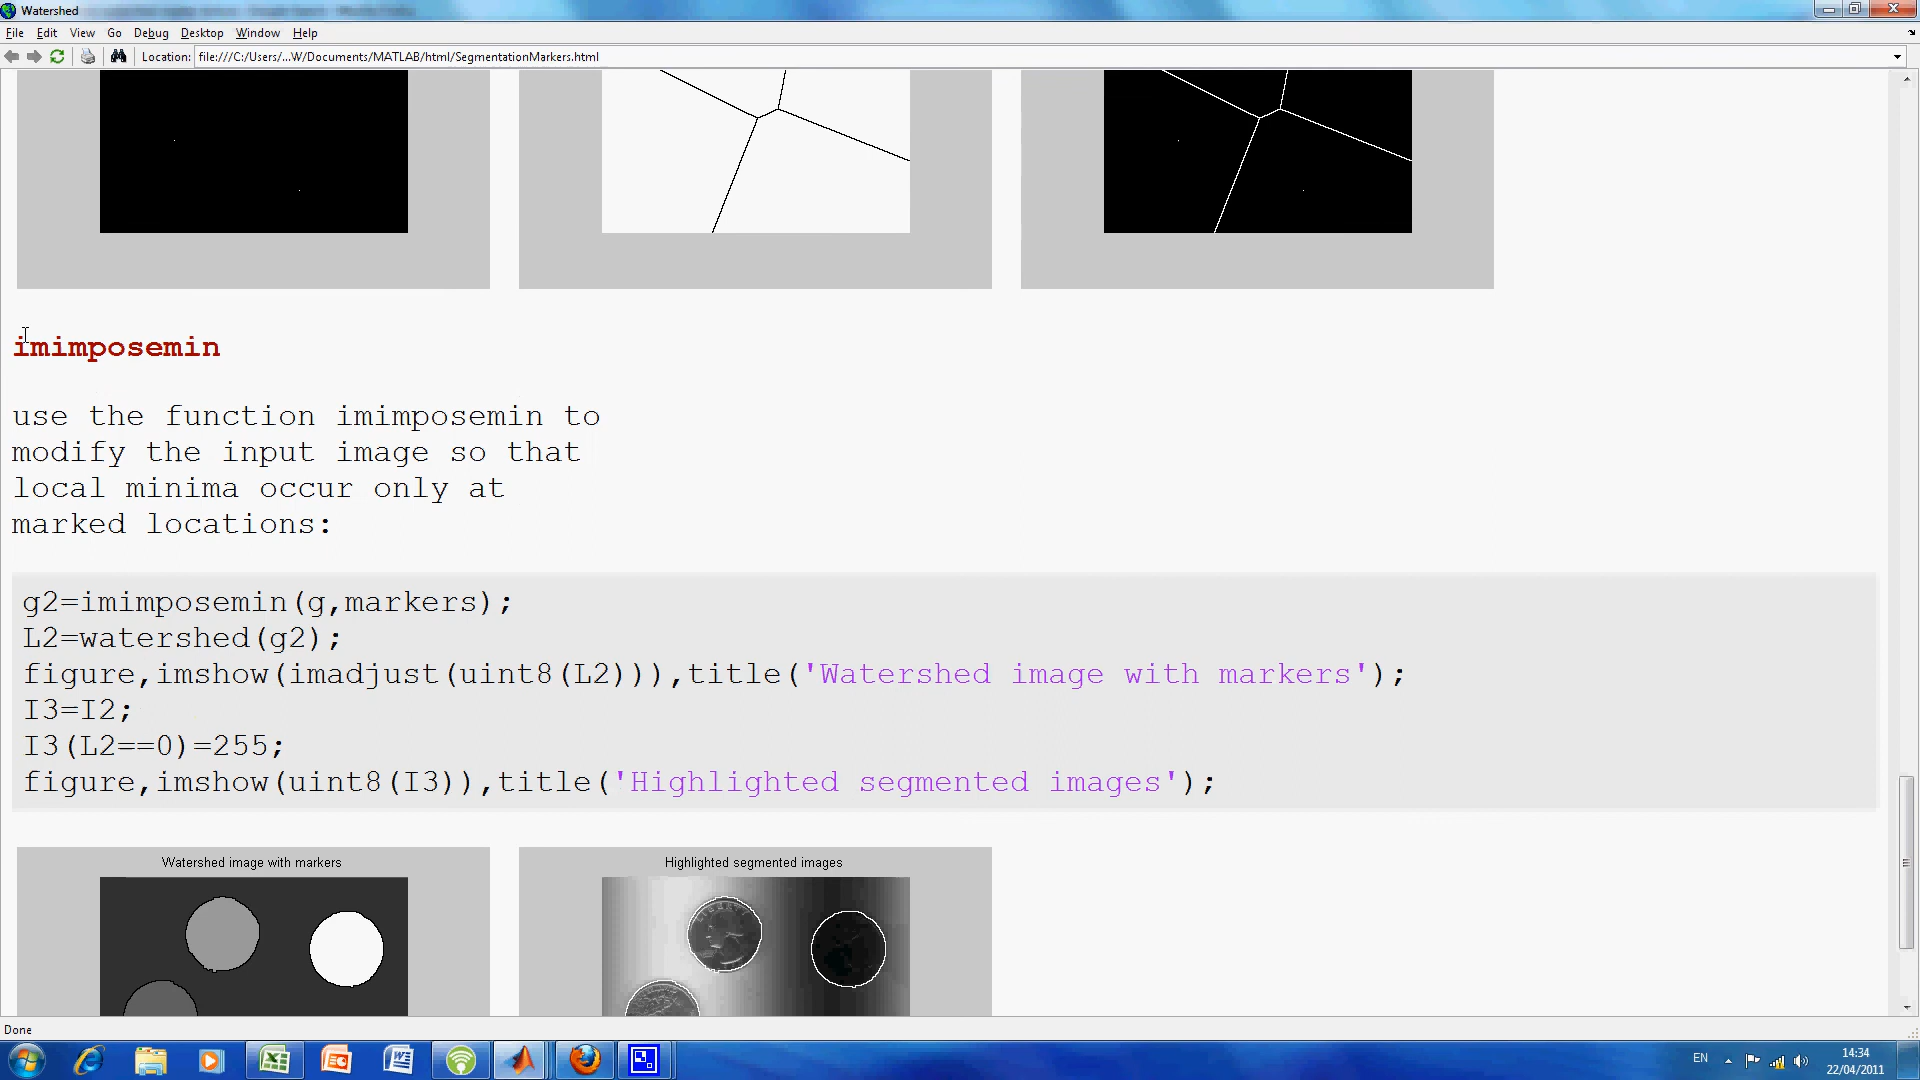 Watershed
File Edit View Go Debug Desktop Window Help
Location: file:///C:/Users/...W/Documents/MATLAB/html/SegmentationMarkers.html
imimposemin
use the function imimposemin to
modify the input image so that
local minima occur only at
marked locations:
g2=imimposemin(g,markers);
L2=watershed(g2);
figure,imshow(imadjust(uint8(L2))),title('Watershed image with markers');
I3=I2;
I3(L2==0)=255;
figure,imshow(uint8(I3)),title('Highlighted segmented images');
Watershed image with markers
Highlighted segmented images
LIBERTY
Done
EN
14:34
22/04/2011